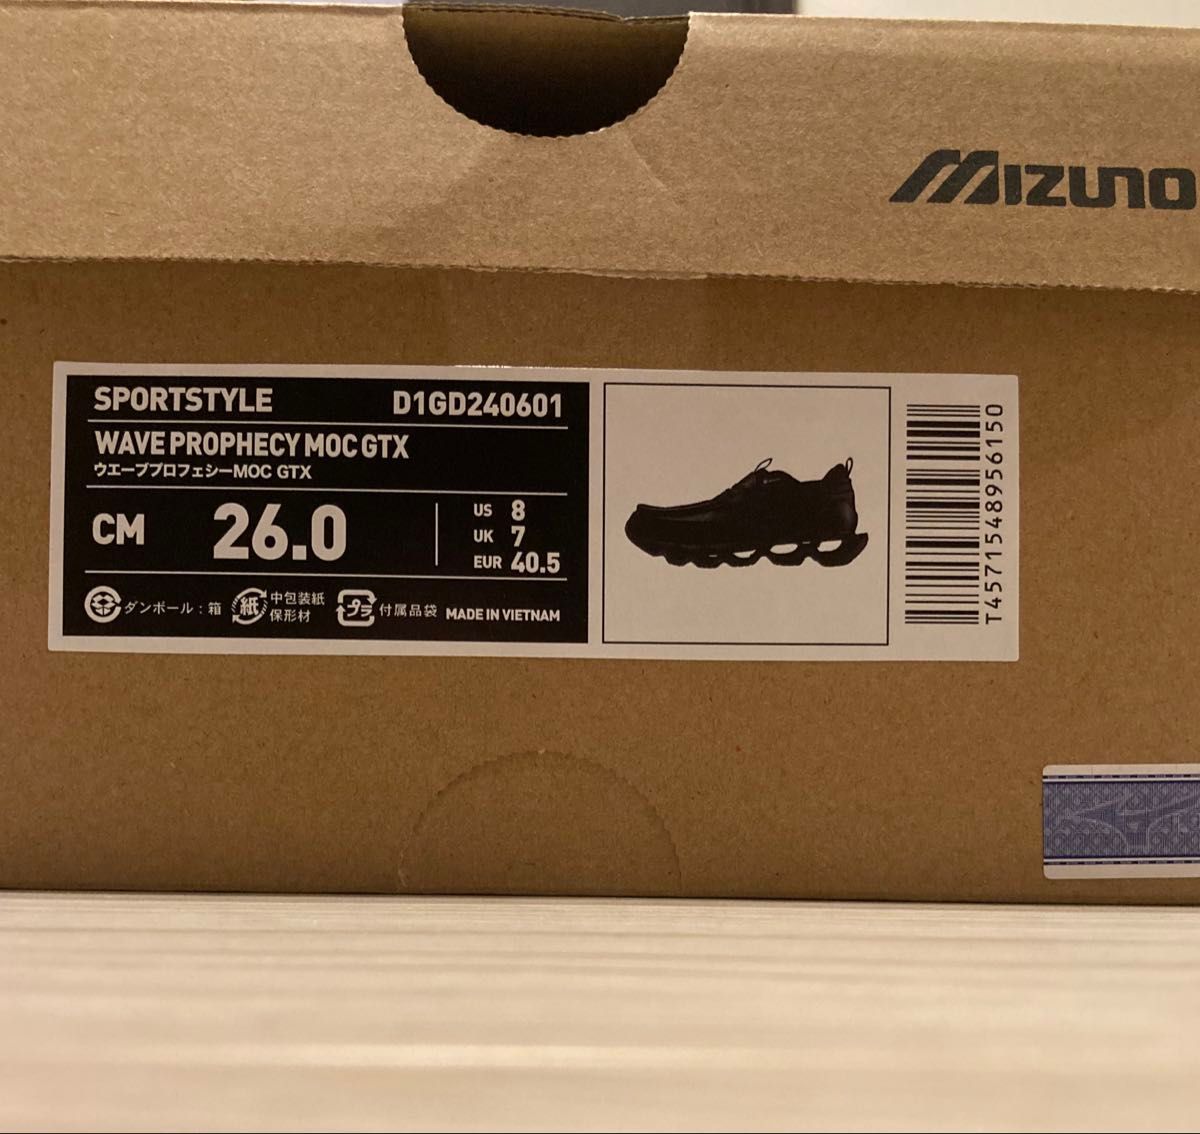 MIZUNO
SPORTSTYLE D1GD240601
WAVE PROPHECY MOC GTX
ウエーブプロフェシーMOC GTX
CM 26.0
US 8
UK 7
EUR 40.5
ダンボール：箱
紙 中包装紙
保形材
プラ 付属品袋
MADE IN VIETNAM
T4571548956150